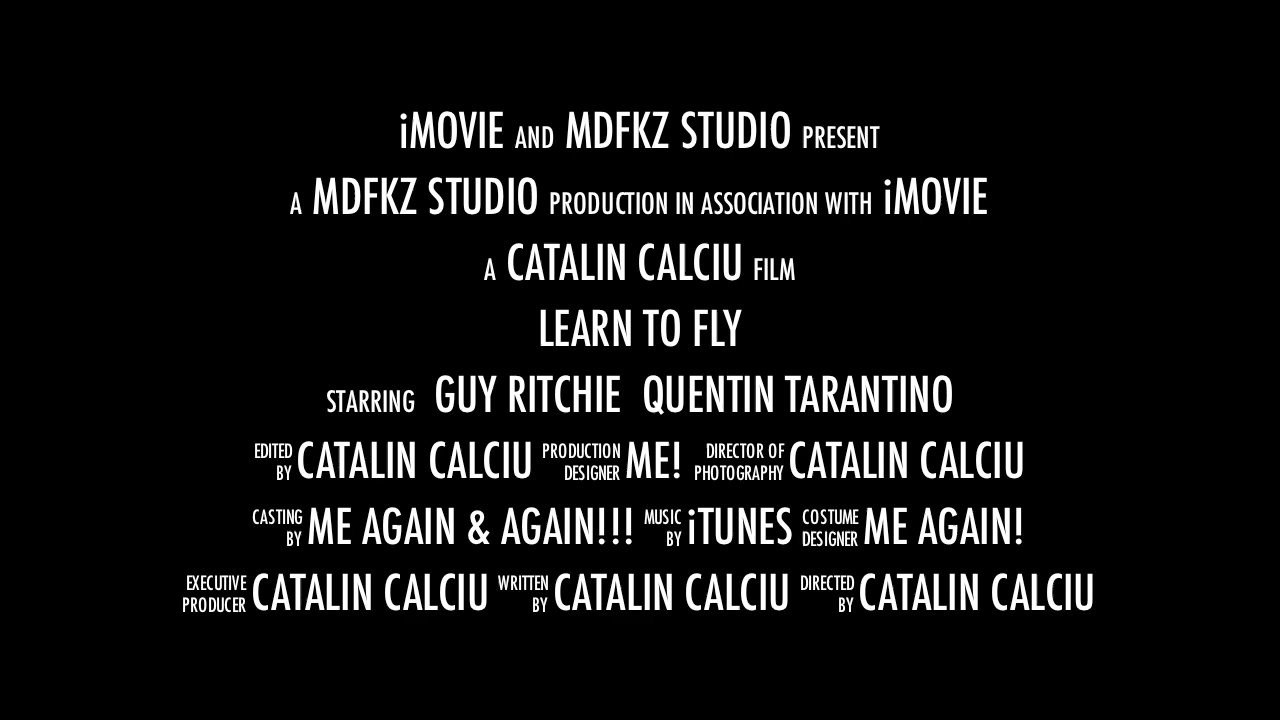 iMOVIE AND MDFKZ STUDIO PRESENT
A MDFKZ STUDIO PRODUCTION IN ASSOCIATION WITH iMOVIE
A CATALIN CALCIU FILM
LEARN TO FLY
STARRING GUY RITCHIE QUENTIN TARANTINO
EDITED BY CATALIN CALCIU PRODUCTION DESIGNER ME! DIRECTOR OF PHOTOGRAPHY CATALIN CALCIU
CASTING BY ME AGAIN & AGAIN!!! MUSIC BY iTUNES COSTUME DESIGNER ME AGAIN!
EXECUTIVE PRODUCER CATALIN CALCIU WRITTEN BY CATALIN CALCIU DIRECTED BY CATALIN CALCIU